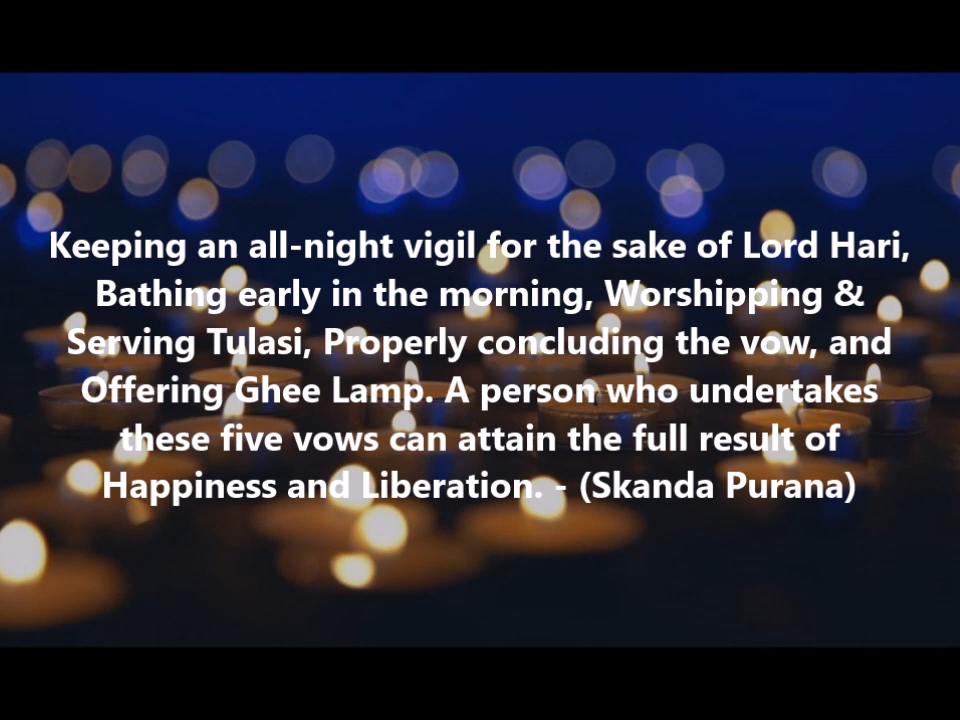 Keeping an all-night vigil for the sake of Lord Hari,
Bathing early in the morning, Worshipping &
Serving Tulasi, Properly concluding the vow, and
Offering Ghee Lamp. A person who undertakes
these five vows can attain the full result of
Happiness and Liberation. - (Skanda Purana)